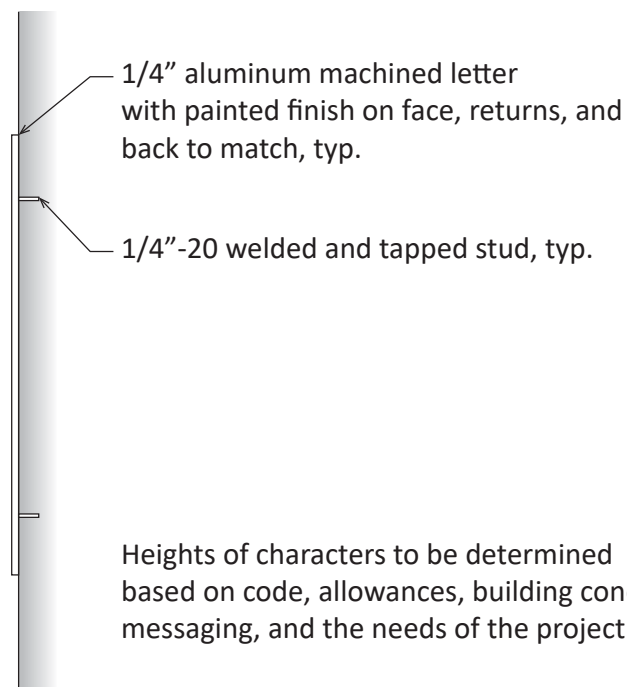 1/4” aluminum machined letter
with painted finish on face, returns, and
back to match, typ.
1/4”-20 welded and tapped stud, typ.
Heights of characters to be determined
based on code, allowances, building con
messaging, and the needs of the project